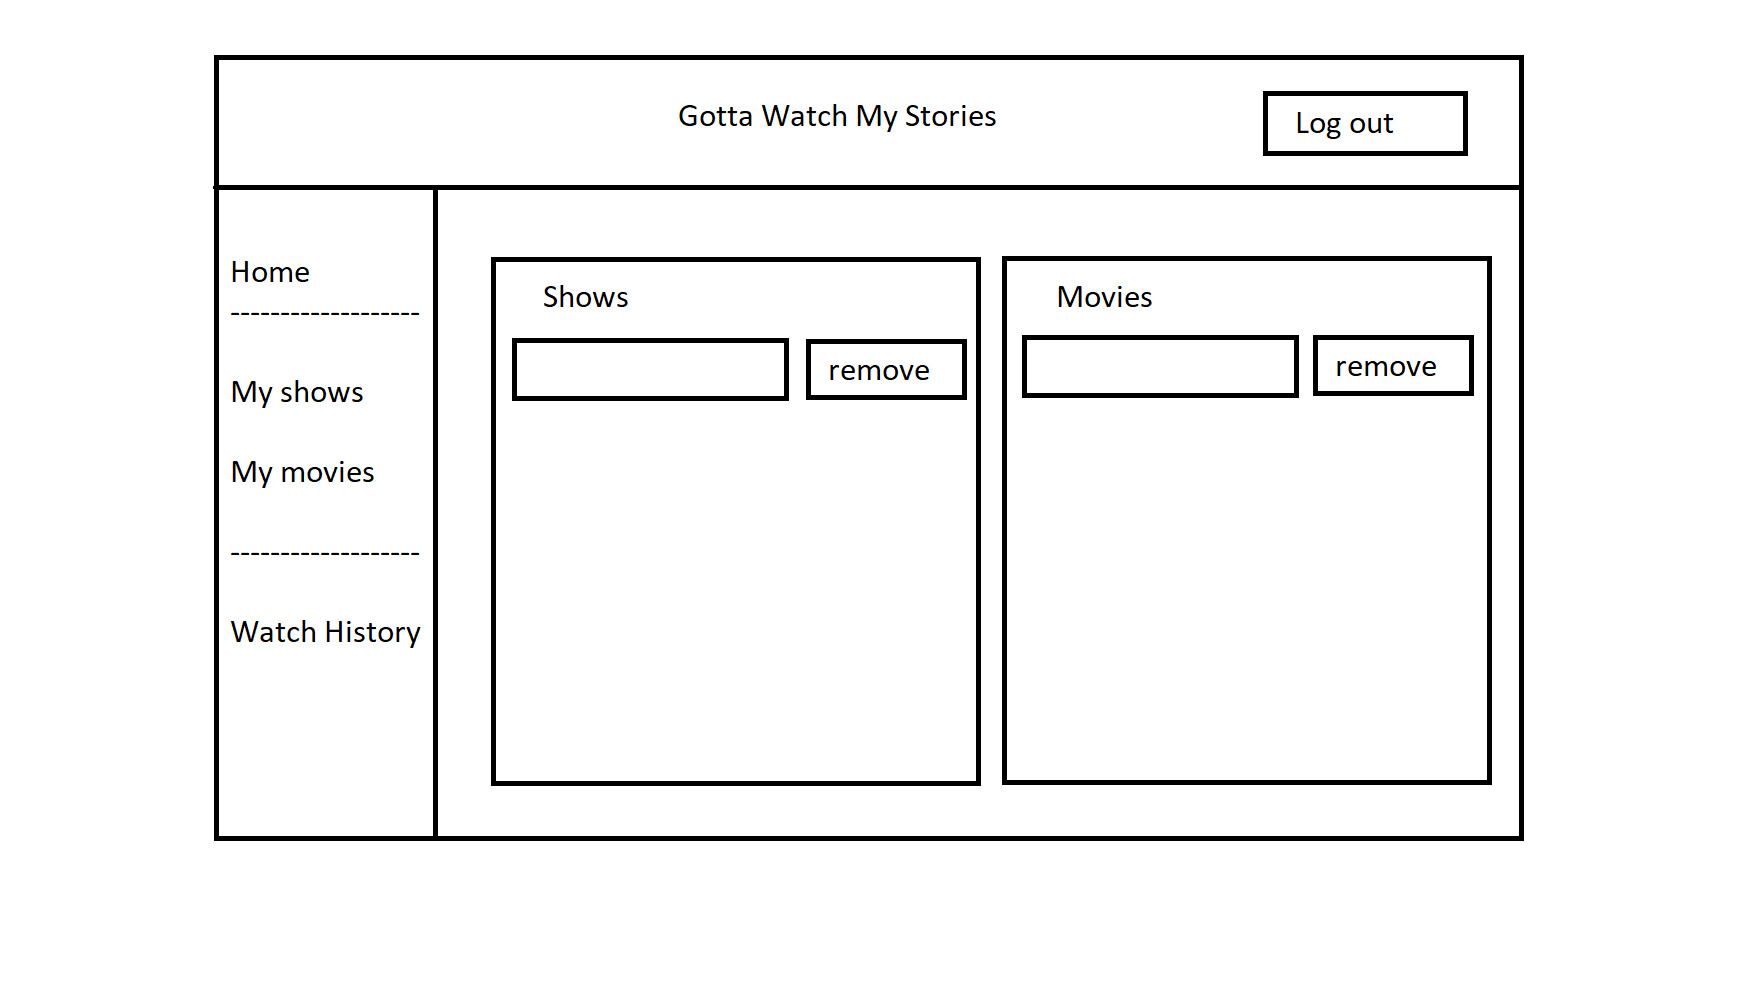 Gotta Watch My Stories
Log out
Home
-------------------
My shows
My movies
-------------------
Watch History
Shows
remove
Movies
remove